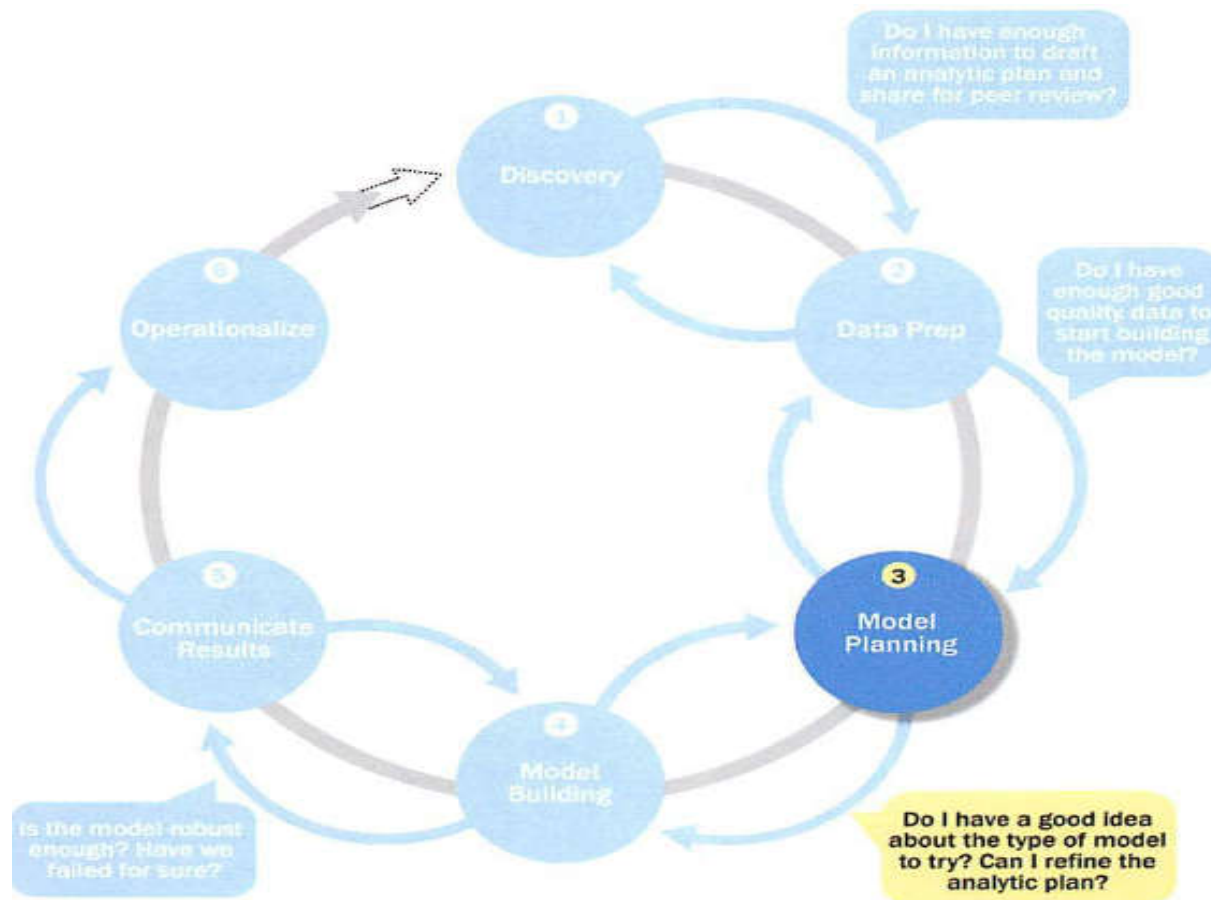 Do I have enough
information to draft
an analytic plan and
share for peer review?
1
Discovery
2
Data Prep
Do I have
enough good
quality data to
start building
the model?
3
Model
Planning
Do I have a good idea
about the type of model
to try? Can I refine the
analytic plan?
4
Model
Building
Is the model robust
enough? Have we
failed for sure?
5
Communicate
Results
6
Operationalize